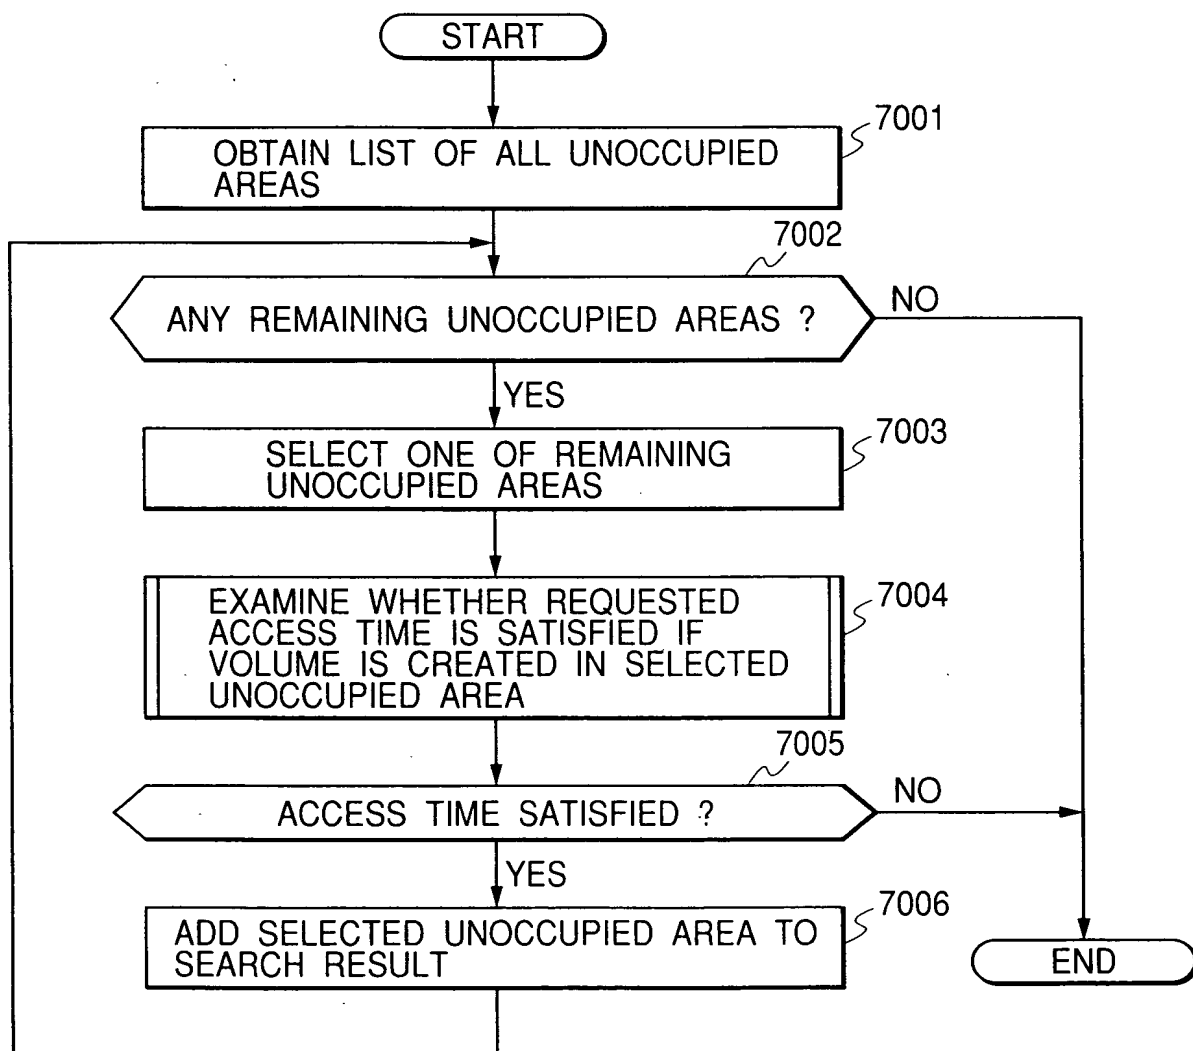 START
7001
OBTAIN LIST OF ALL UNOCCUPIED
AREAS
7002
ANY REMAINING UNOCCUPIED AREAS ?
NO
YES
7003
SELECT ONE OF REMAINING
UNOCCUPIED AREAS
7004
EXAMINE WHETHER REQUESTED
ACCESS TIME IS SATISFIED IF
VOLUME IS CREATED IN SELECTED
UNOCCUPIED AREA
7005
ACCESS TIME SATISFIED ?
NO
YES
7006
ADD SELECTED UNOCCUPIED AREA TO
SEARCH RESULT
END